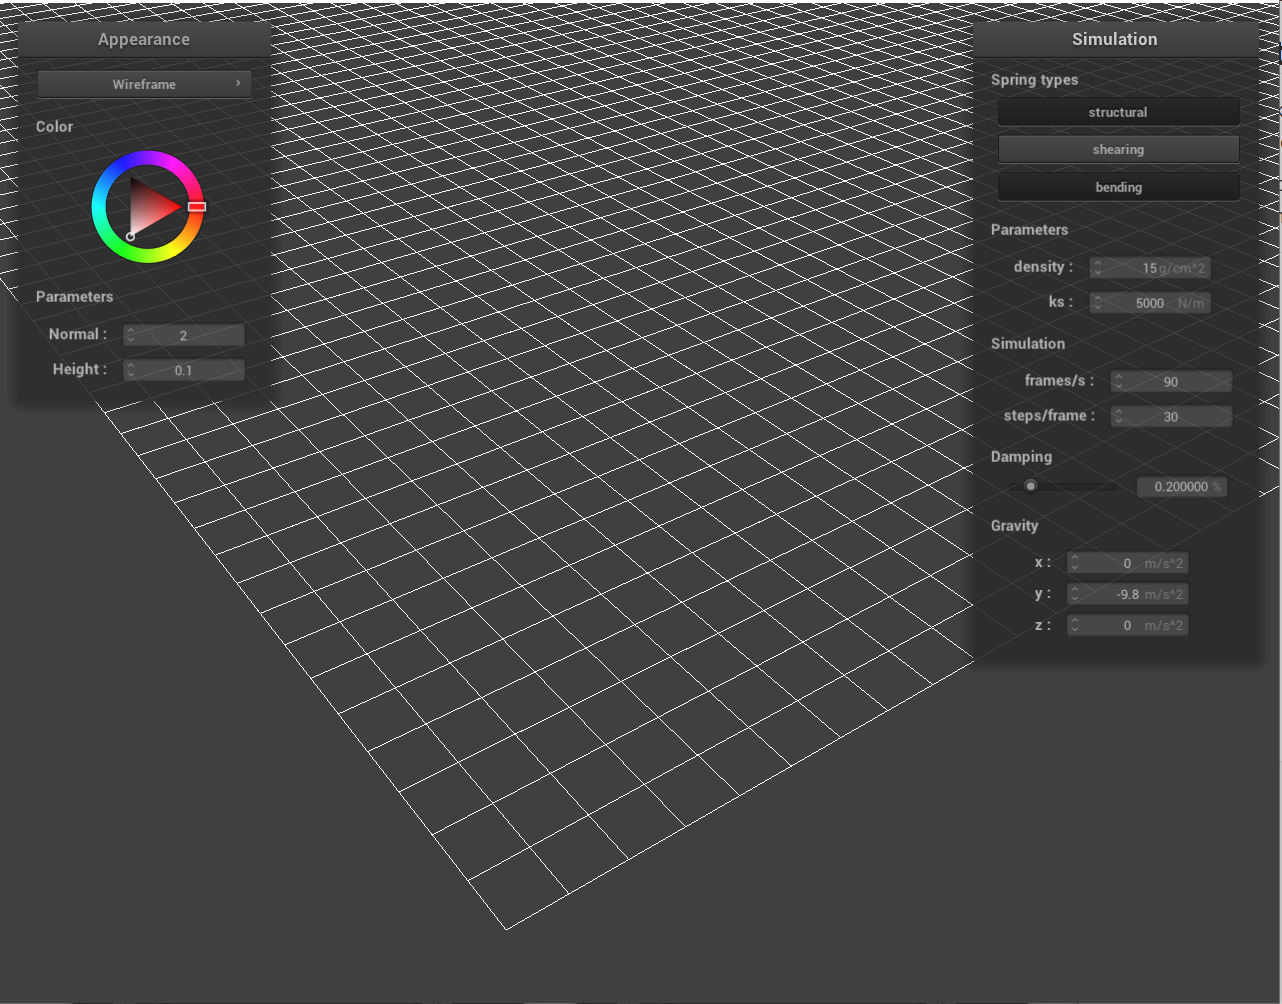 Appearance
Wireframe
Color
Parameters
Normal : 2
Height : 0.1
Simulation
Spring types
structural
shearing
bending
Parameters
density : 15 g/cm^2
ks : 5000 N/m
Simulation
frames/s : 90
steps/frame : 30
Damping
0.200000 %
Gravity
x : 0 m/s^2
y : -9.8 m/s^2
z : 0 m/s^2